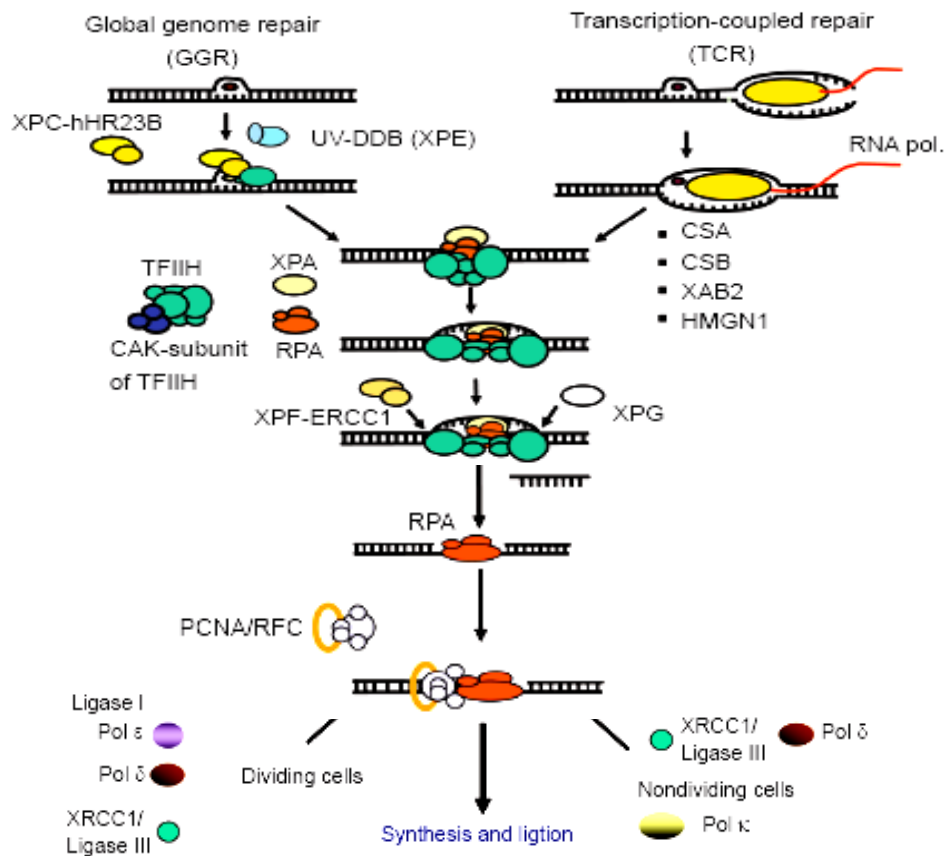 Global genome repair
(GGR)
Transcription-coupled repair
(TCR)
XPC-hHR23B
UV-DDB (XPE)
RNA pol.
▪ CSA
▪ CSB
▪ XAB2
▪ HMGN1
TFIIH
XPA
CAK-subunit
of TFIIH
RPA
XPF-ERCC1
XPG
RPA
PCNA/RFC
Ligase I
Pol ε
Pol δ
XRCC1/
Ligase III
Dividing cells
Synthesis and ligtion
XRCC1/
Ligase III
Pol δ
Nondividing cells
Pol κ